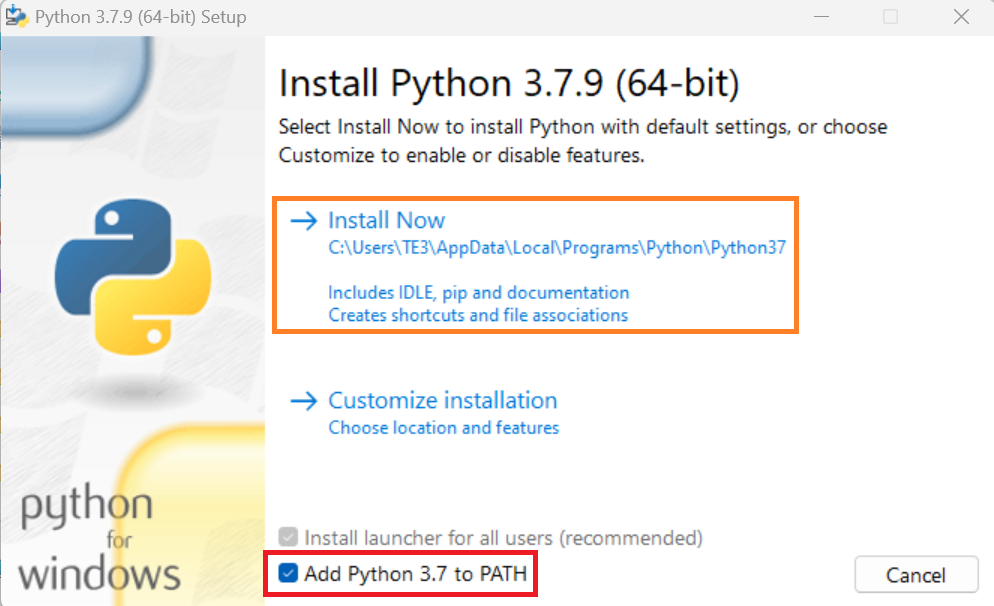 Python 3.7.9 (64-bit) Setup
Install Python 3.7.9 (64-bit)
Select Install Now to install Python with default settings, or choose
Customize to enable or disable features.
Install Now
C:\Users\TE3\AppData\Local\Programs\Python\Python37
Includes IDLE, pip and documentation
Creates shortcuts and file associations
Customize installation
Choose location and features
python
for
windows
Install launcher for all users (recommended)
Add Python 3.7 to PATH
Cancel